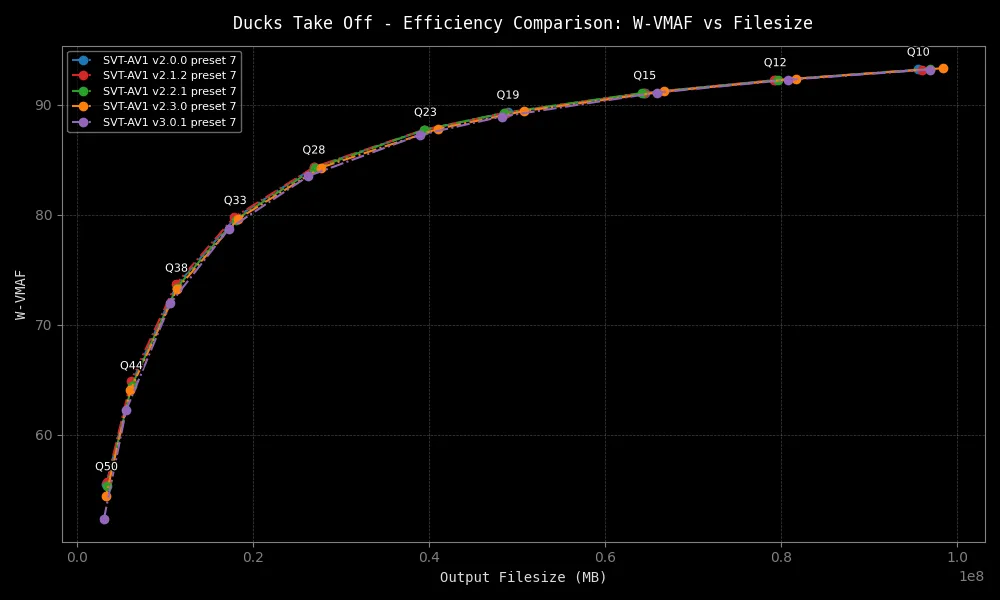 Ducks Take Off - Efficiency Comparison: W-VMAF vs Filesize
SVT-AV1 v2.0.0 preset 7
SVT-AV1 v2.1.2 preset 7
SVT-AV1 v2.2.1 preset 7
SVT-AV1 v2.3.0 preset 7
SVT-AV1 v3.0.1 preset 7
Q10
Q12
Q15
Q19
Q23
Q28
Q33
Q38
Q44
Q50
90
80
70
60
W-VMAF
0.0
0.2
0.4
0.6
0.8
1.0
1e8
Output Filesize (MB)